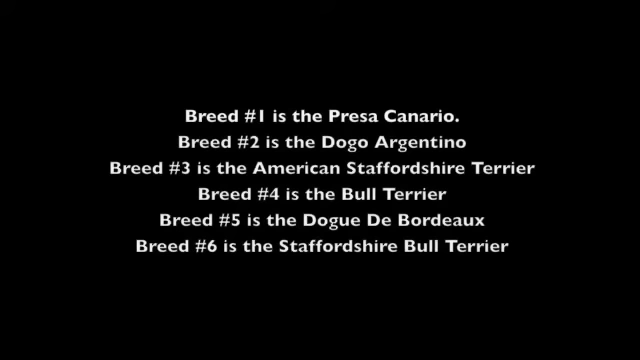 Breed #1 is the Presa Canario.
Breed #2 is the Dogo Argentino
Breed #3 is the American Staffordshire Terrier
Breed #4 is the Bull Terrier
Breed #5 is the Dogue De Bordeaux
Breed #6 is the Staffordshire Bull Terrier